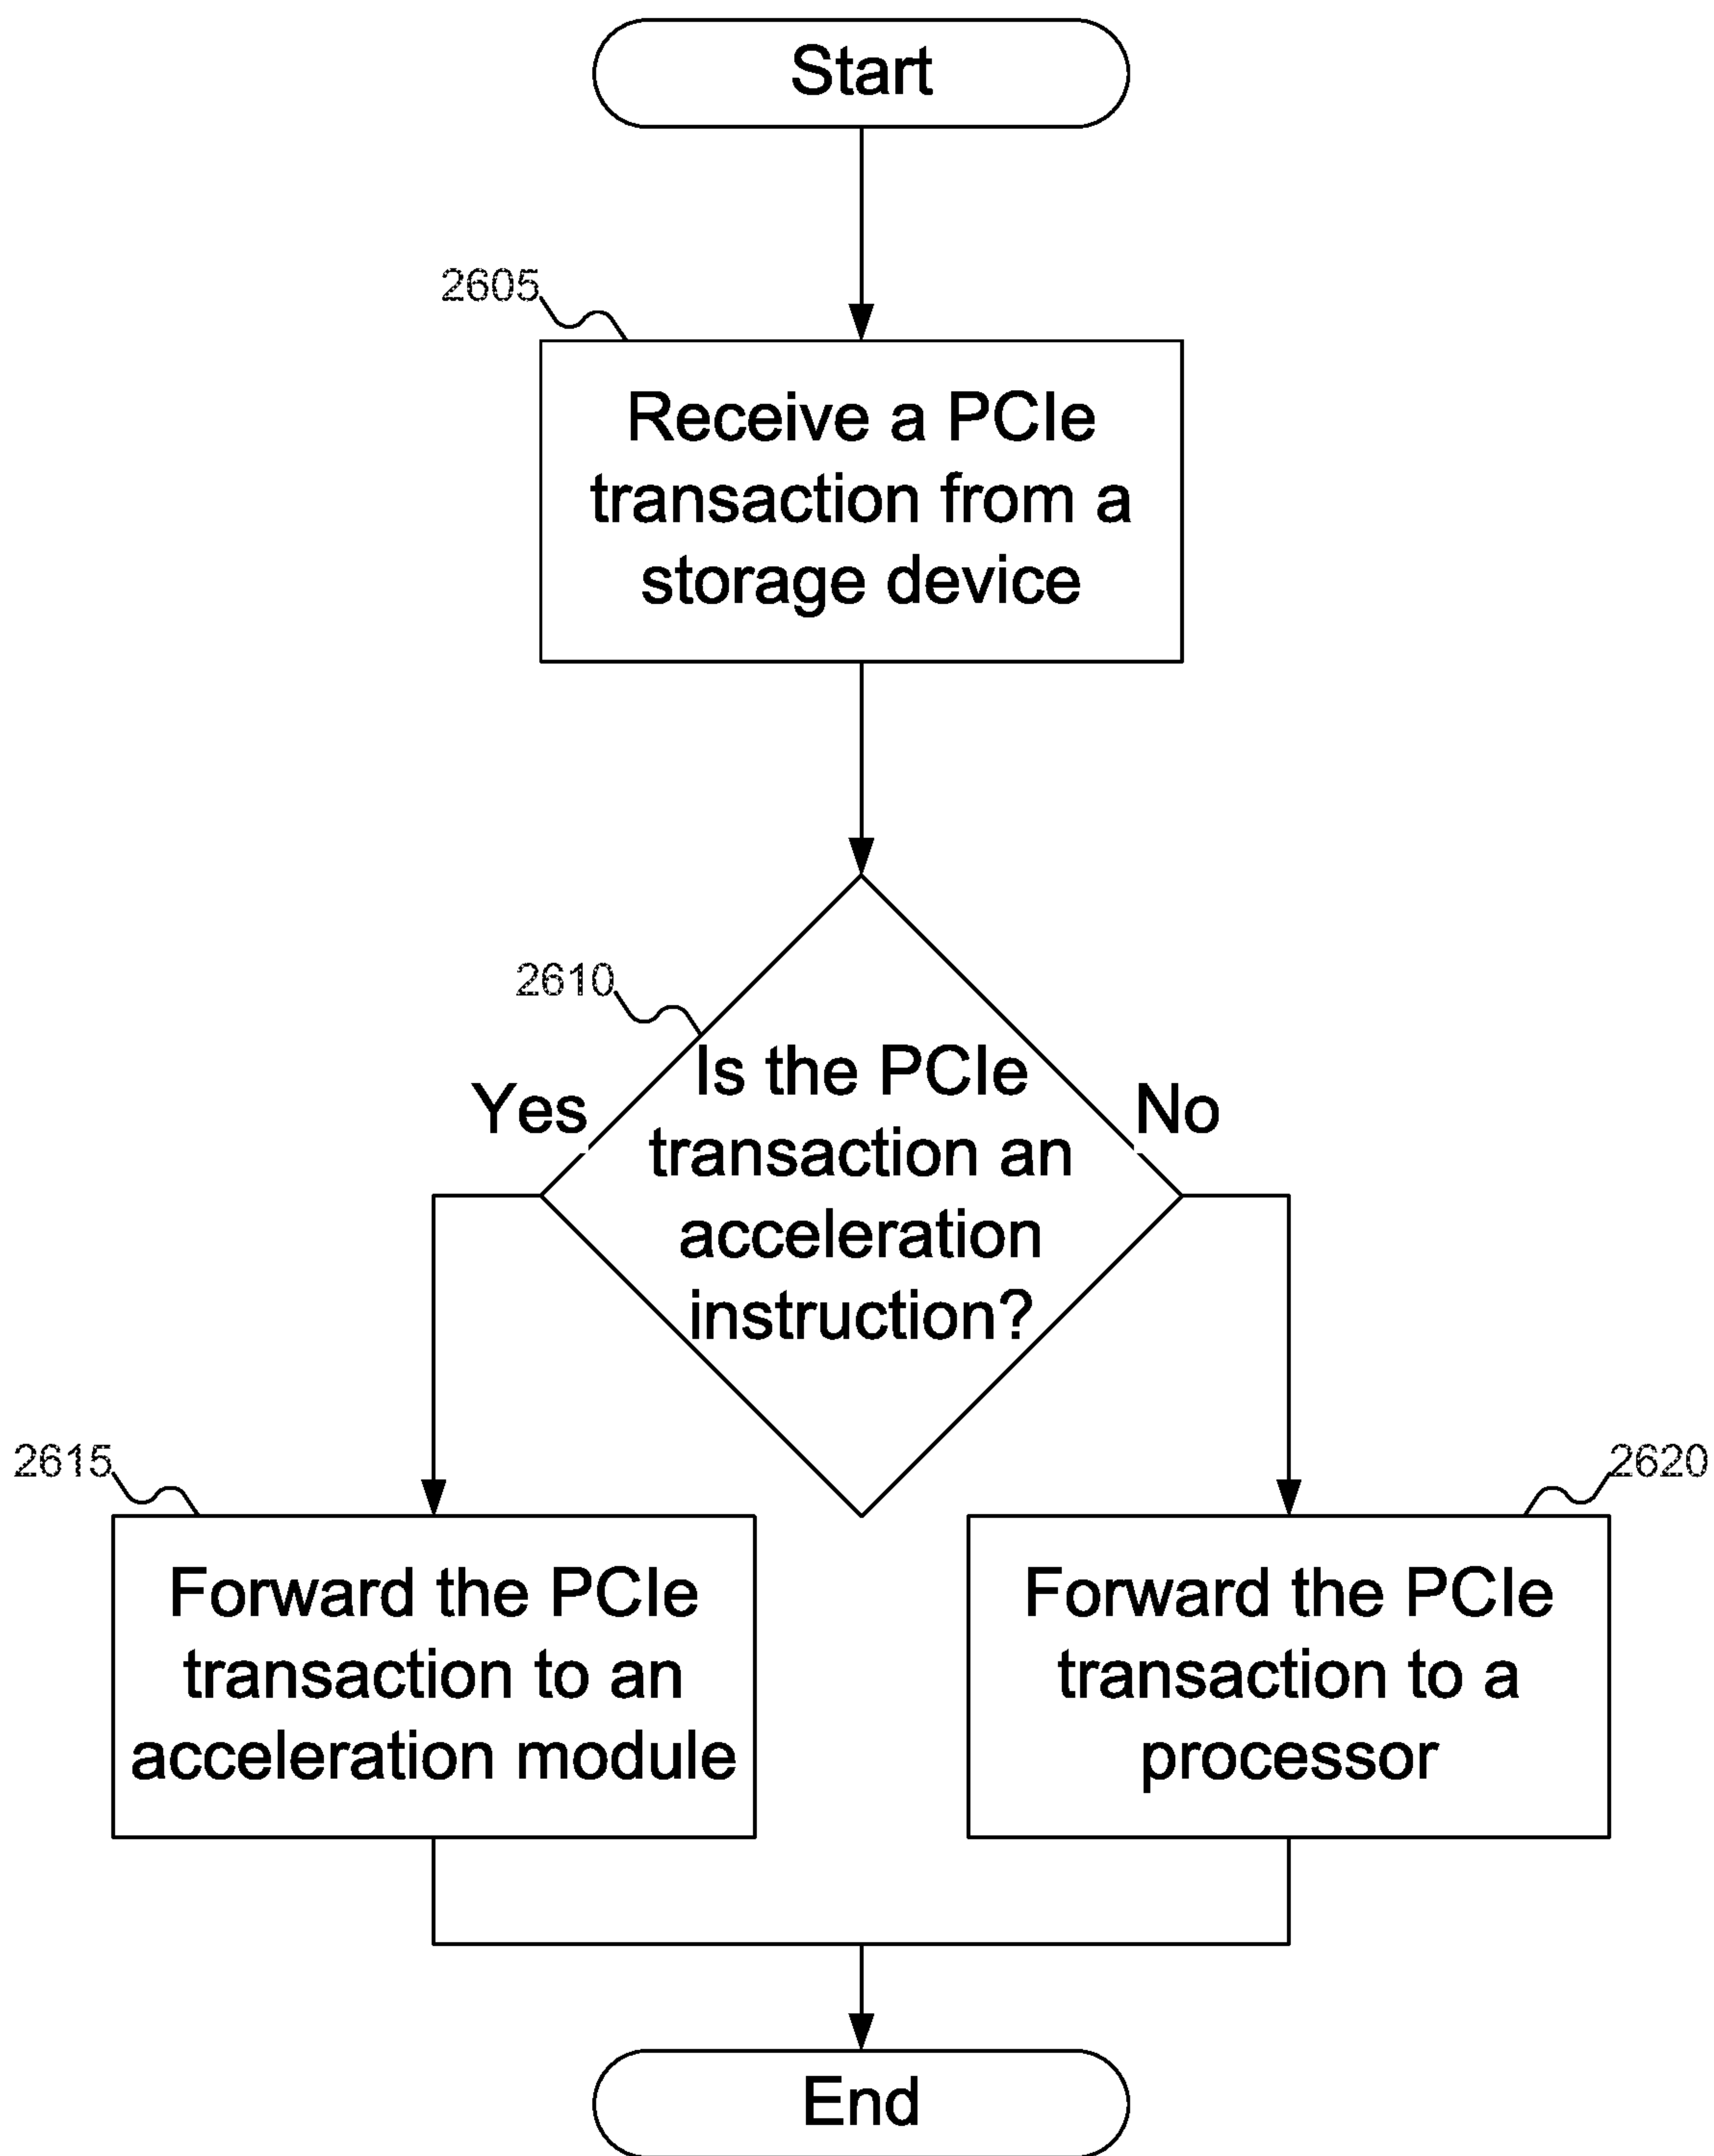 Start
2605
Receive a PCIe
transaction from a
storage device
2610
Is the PCIe
transaction an
acceleration
instruction?
Yes
No
2615
Forward the PCIe
transaction to an
acceleration module
2620
Forward the PCIe
transaction to a
processor
End